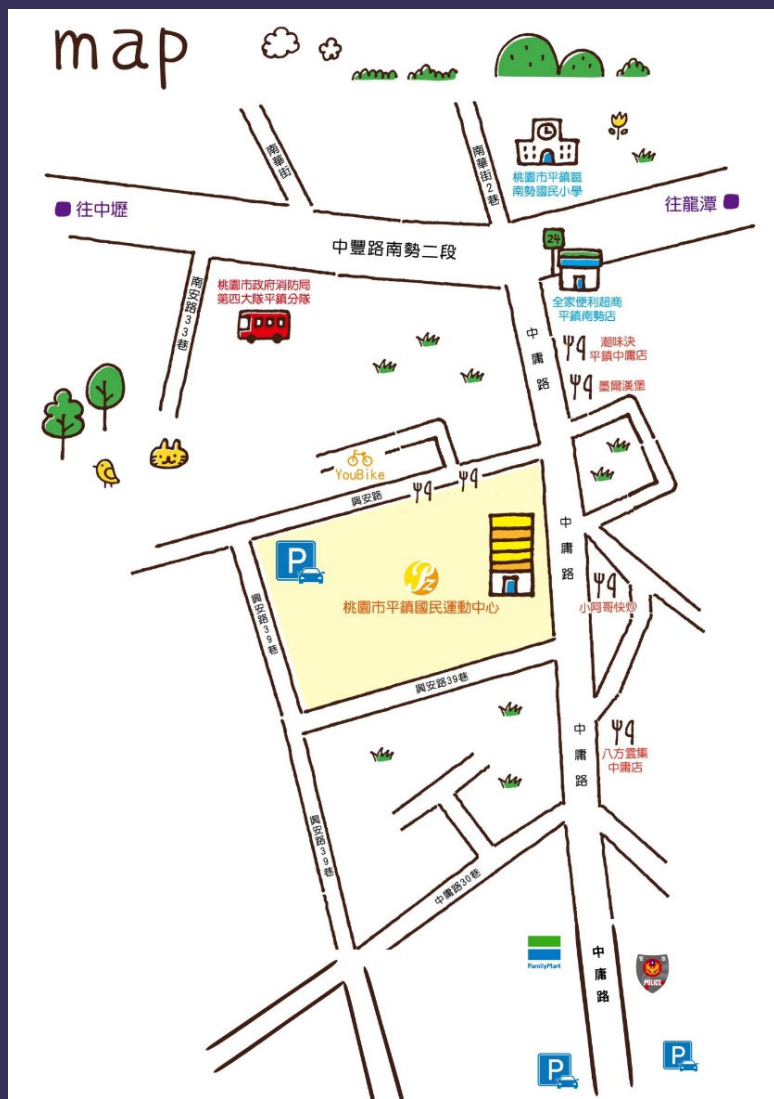 map
南華街
南華街2巷
桃園市平鎮區
南勢國民小學
往中壢
往龍潭
中豐路南勢二段
24
南安路33巷
桃園市政府消防局
第四大隊平鎮分隊
全家便利超商
平鎮南勢店
中庸路
潮味決
平鎮中庸店
墨爾漢堡
YouBike
興安路
P
中庸路
桃園市平鎮國民運動中心
小阿哥快炒
興安路39巷
興安路39巷
中庸路
八方雲集
中庸店
興安路39巷
中庸路30巷
FamilyMart
中庸路
POLICE
P
P